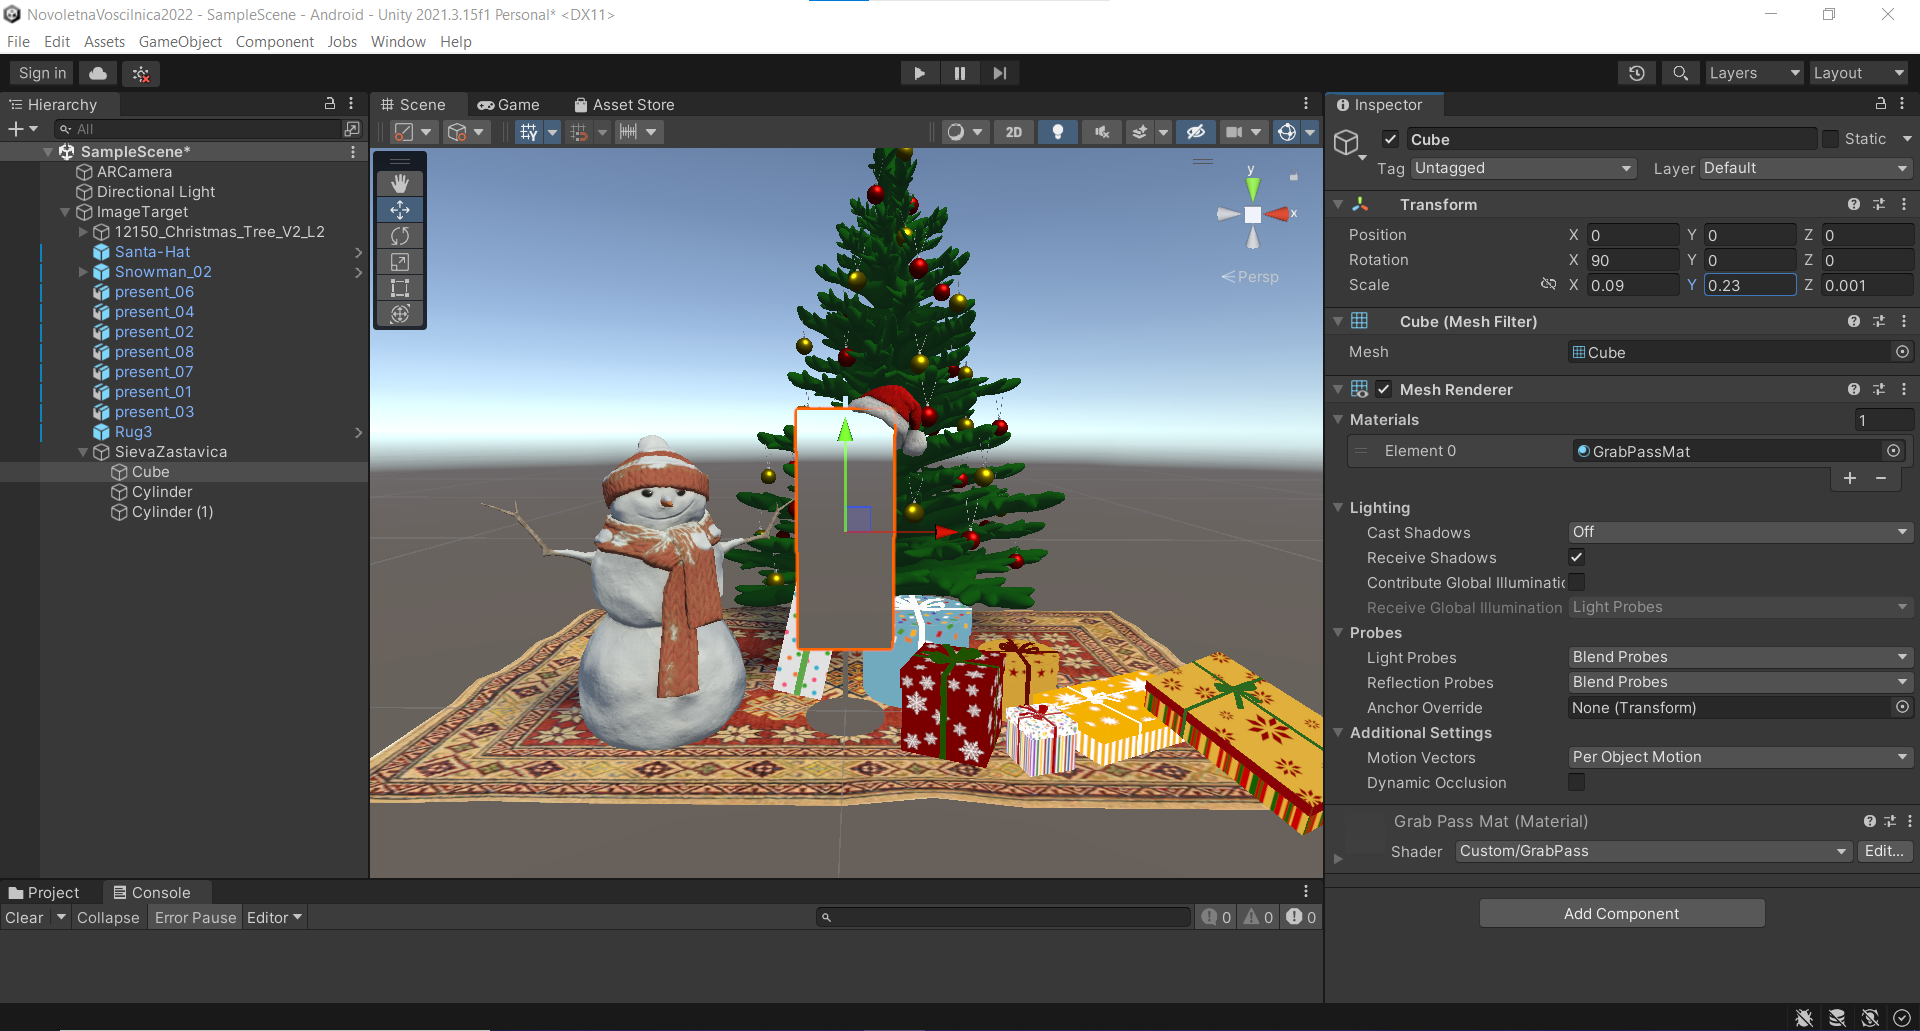 NovoletnaVoscilnica2022 - SampleScene - Android - Unity 2021.3.15f1 Personal* <DX11>
File Edit Assets GameObject Component Jobs Window Help
Sign in
Layers
Layout
Hierarchy
Scene
Game
Asset Store
Inspector
All
2D
SampleScene*
ARCamera
Directional Light
ImageTarget
12150_Christmas_Tree_V2_L2
Santa-Hat
Snowman_02
present_06
present_04
present_02
present_08
present_07
present_01
present_03
Rug3
SievaZastavica
Cube
Cylinder
Cylinder (1)
y
x
Persp
Cube
Static
Tag Untagged
Layer Default
Transform
Position X 0 Y 0 Z 0
Rotation X 90 Y 0 Z 0
Scale X 0.09 Y 0.23 Z 0.001
Cube (Mesh Filter)
Mesh Cube
Mesh Renderer
Materials 1
Element 0 GrabPassMat
Lighting
Cast Shadows Off
Receive Shadows
Contribute Global Illuminatic
Receive Global Illumination Light Probes
Probes
Light Probes Blend Probes
Reflection Probes Blend Probes
Anchor Override None (Transform)
Additional Settings
Motion Vectors Per Object Motion
Dynamic Occlusion
Grab Pass Mat (Material)
Shader Custom/GrabPass Edit...
Add Component
Project
Console
Clear Collapse Error Pause Editor
0 0 0